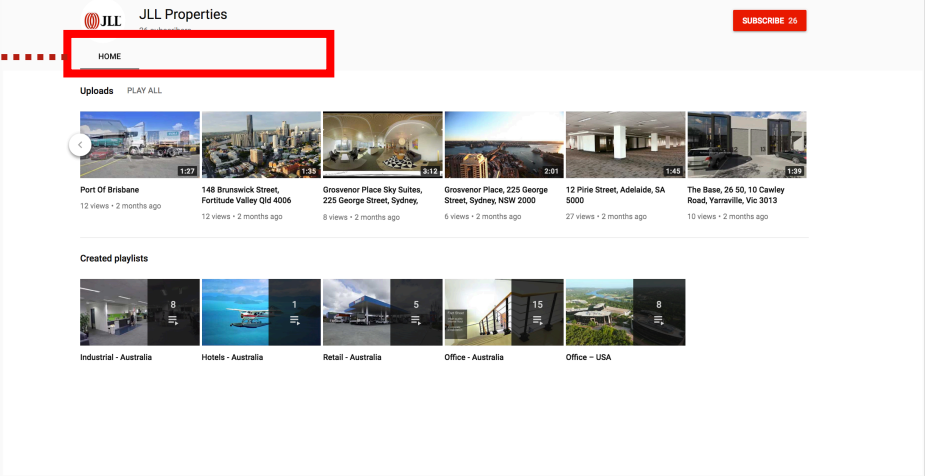 JLL
JLL Properties
26 subscribers
SUBSCRIBE 26
HOME
Uploads PLAY ALL
1:27
1:35
3:12
2:01
1:45
1:39
Port Of Brisbane
12 views • 2 months ago
148 Brunswick Street,
Fortitude Valley Qld 4006
12 views • 2 months ago
Grosvenor Place Sky Suites,
225 George Street, Sydney,
8 views • 2 months ago
Grosvenor Place, 225 George
Street, Sydney, NSW 2000
6 views • 2 months ago
12 Pirie Street, Adelaide, SA
5000
27 views • 2 months ago
The Base, 26 50, 10 Cawley
Road, Yarraville, Vic 3013
10 views • 2 months ago
Created playlists
8
1
5
15
8
Industrial - Australia
Hotels - Australia
Retail - Australia
Office - Australia
Office – USA